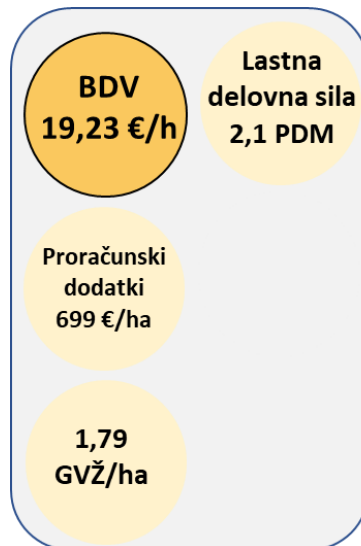 BDV
19,23 €/h
Lastna
delovna sila
2,1 PDM
Proračunski
dodatki
699 €/ha
1,79
GVŽ/ha